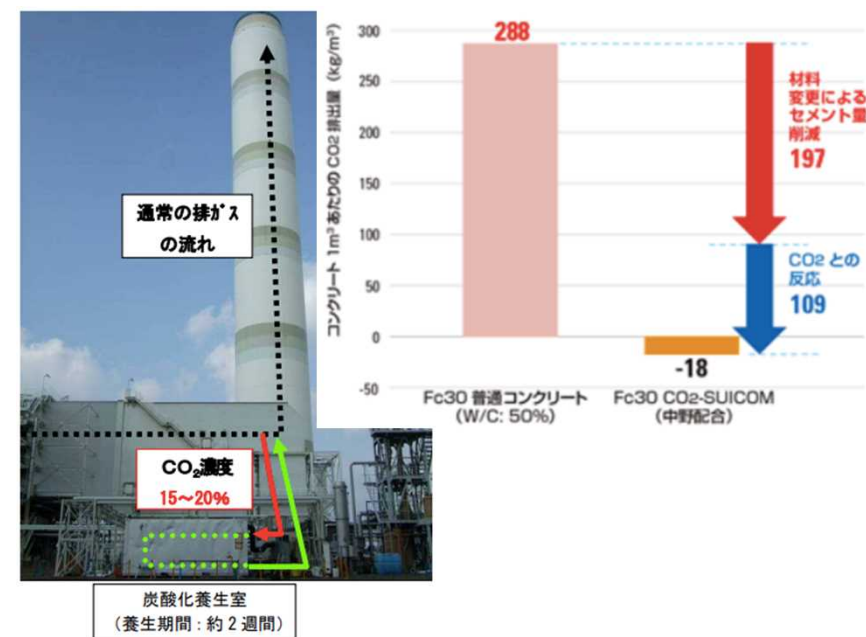 通常の排ガス
の流れ
CO₂濃度
15～20%
炭酸化養生室
（養生期間：約2週間）
コンクリート 1m³ あたりの CO2 排出量（kg/m³）
300
250
200
150
100
50
0
-50
288
-18
材料
変更による
セメント量
削減
197
CO2 との
反応
109
Fc30 普通コンクリート
(W/C: 50%)
Fc30 CO2-SUICOM
(中野配合)